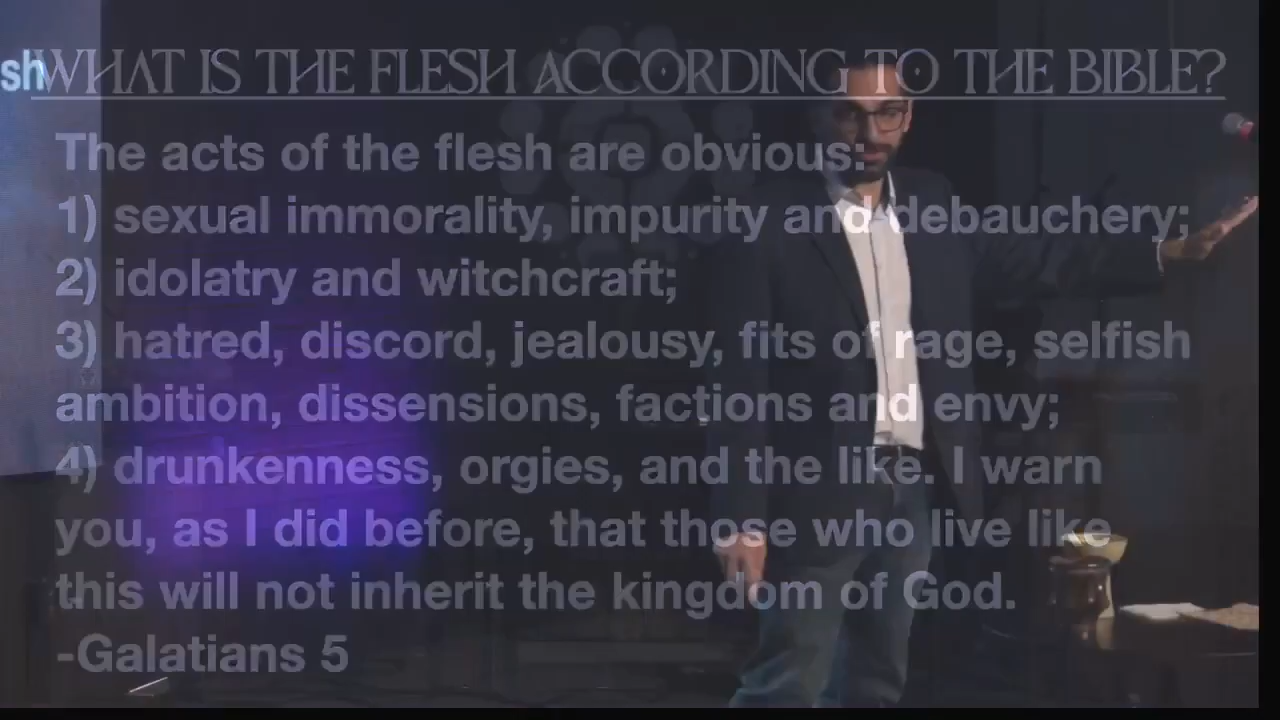 sh
WHAT IS THE FLESH ACCORDING TO THE BIBLE?
The acts of the flesh are obvious:
1) sexual immorality, impurity and debauchery;
2) idolatry and witchcraft;
3) hatred, discord, jealousy, fits of rage, selfish
ambition, dissensions, factions and envy;
4) drunkenness, orgies, and the like. I warn
you, as I did before, that those who live like
this will not inherit the kingdom of God.
-Galatians 5